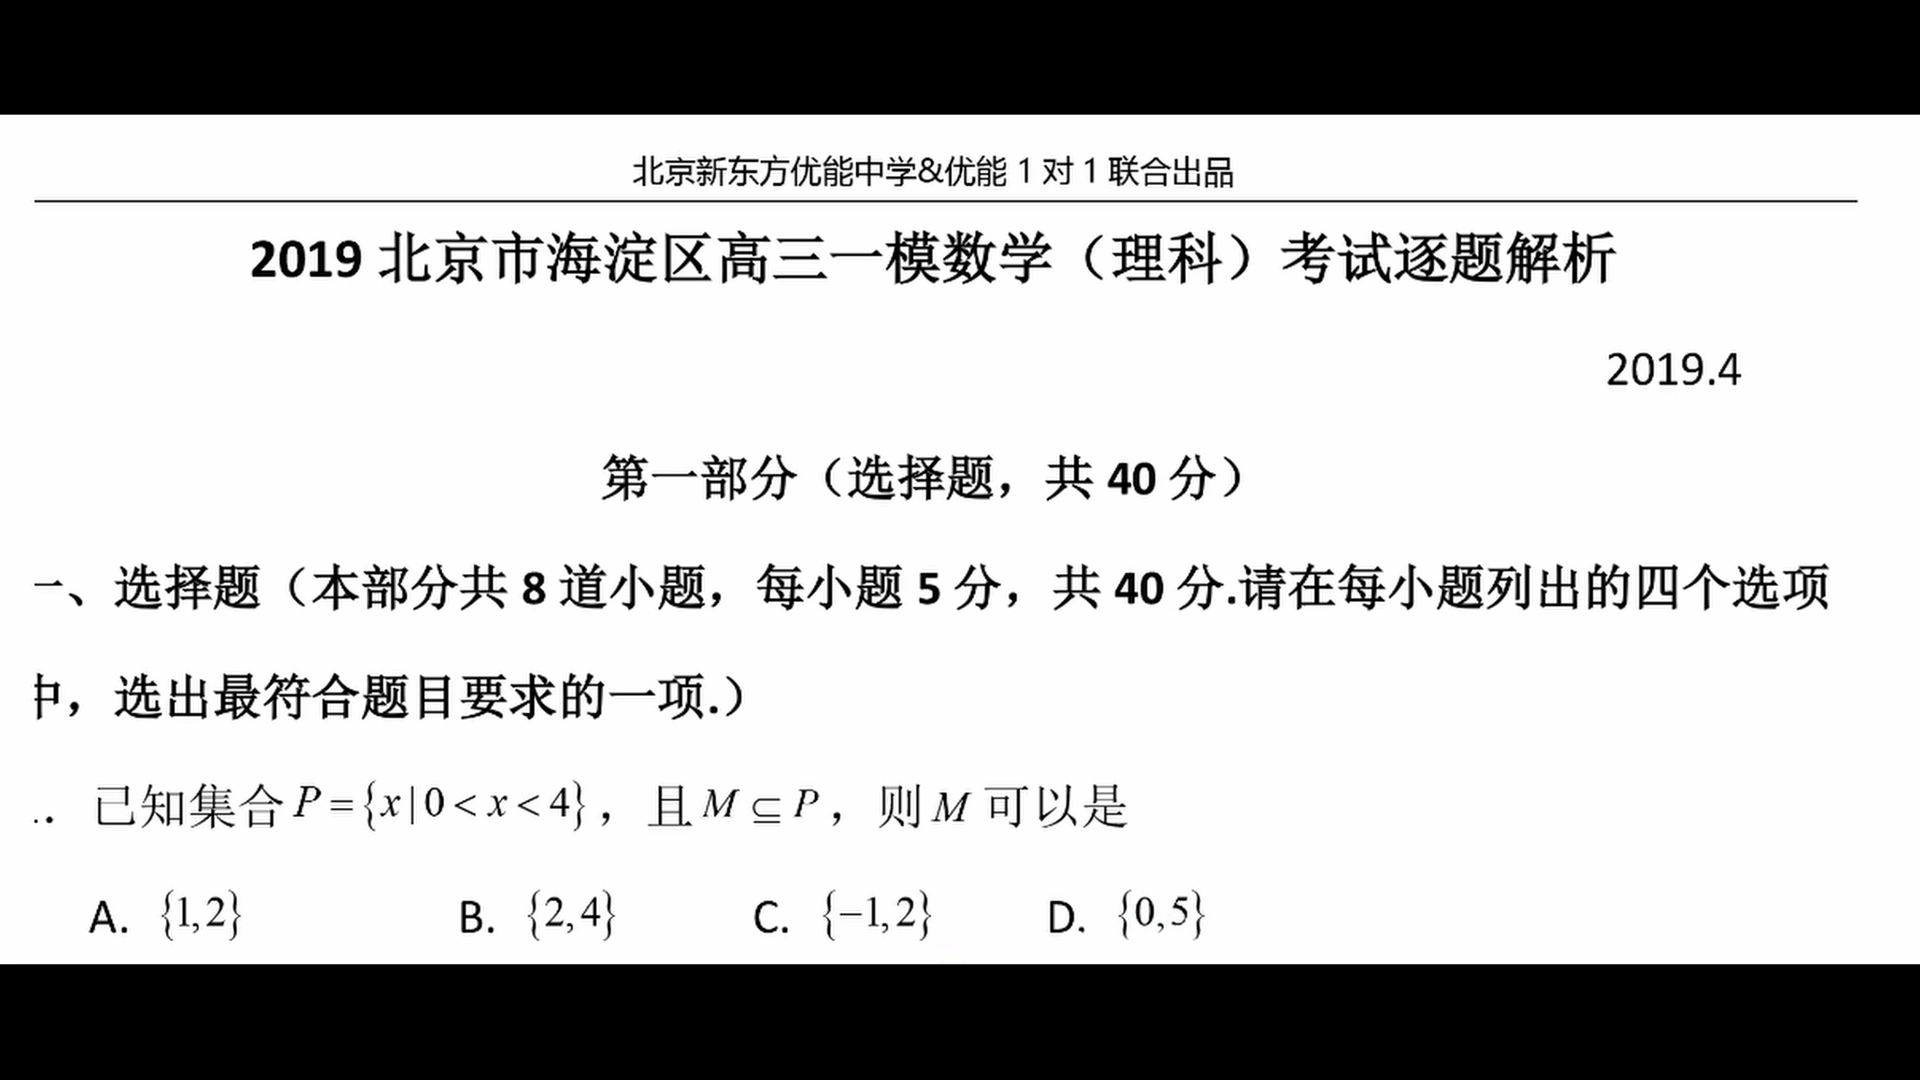 北京新东方优能中学&优能 1 对 1 联合出品
2019 北京市海淀区高三一模数学（理科）考试逐题解析
2019.4
第一部分（选择题，共 40 分）
一、选择题（本部分共 8 道小题，每小题 5 分，共 40 分.请在每小题列出的四个选项
中，选出最符合题目要求的一项.）
已知集合 P={x|0<x<4}，且 M⊆P，则 M 可以是
A. {1,2} B. {2,4} C. {−1,2} D. {0,5}